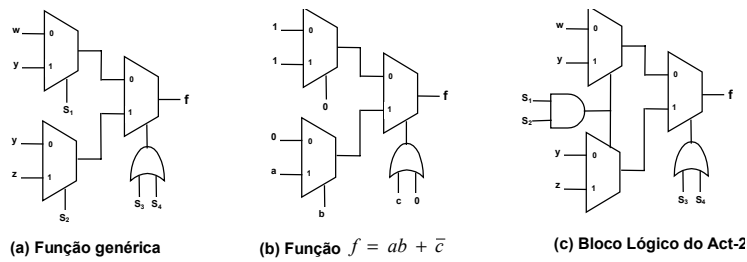 w
0
y
1
S1
0
1
f
y
0
z
1
S2
S3 S4
(a) Função genérica
1
0
1
1
0
0
1
f
0
0
a
1
b
c 0
(b) Função f = ab + c̅
w
0
y
1
S1
S2
0
1
f
y
0
z
1
S3 S4
(c) Bloco Lógico do Act-2